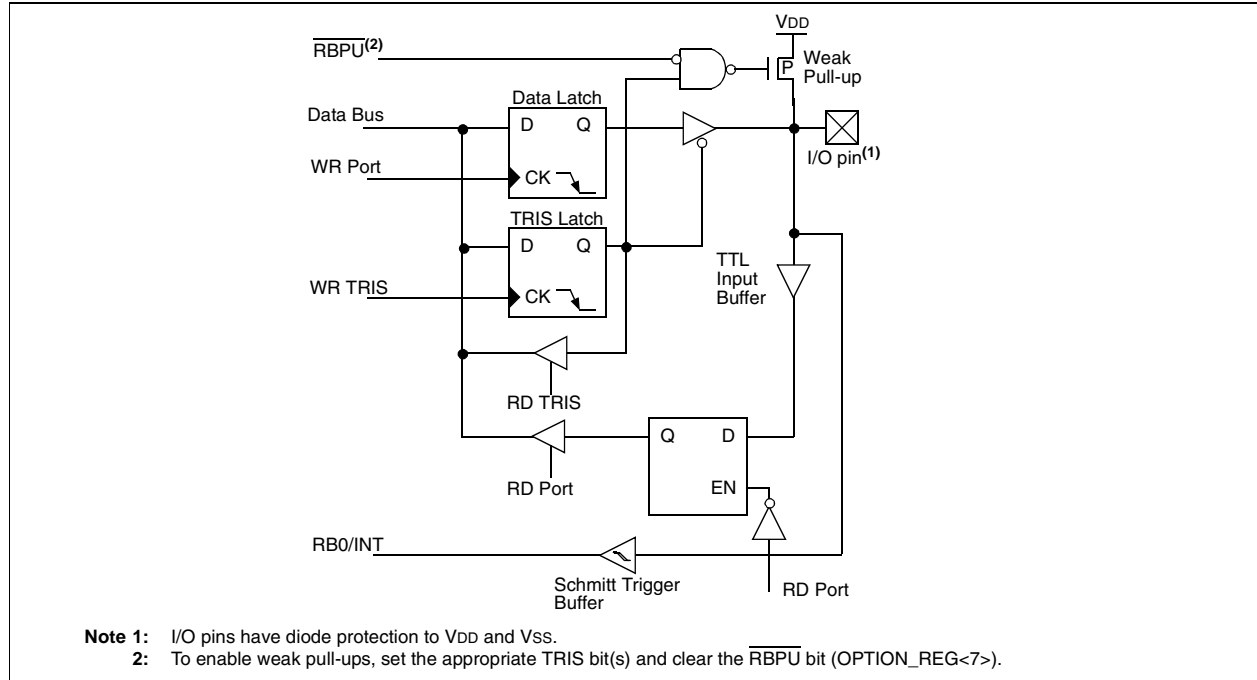 VDD
RBPU(2)
P
Weak
Pull-up
Data Latch
Data Bus
D Q
I/O pin(1)
WR Port
CK
TRIS Latch
D Q
TTL
Input
Buffer
WR TRIS
CK
RD TRIS
Q D
EN
RD Port
RB0/INT
Schmitt Trigger
Buffer
RD Port
Note 1: I/O pins have diode protection to VDD and VSS.
2: To enable weak pull-ups, set the appropriate TRIS bit(s) and clear the RBPU bit (OPTION_REG<7>).